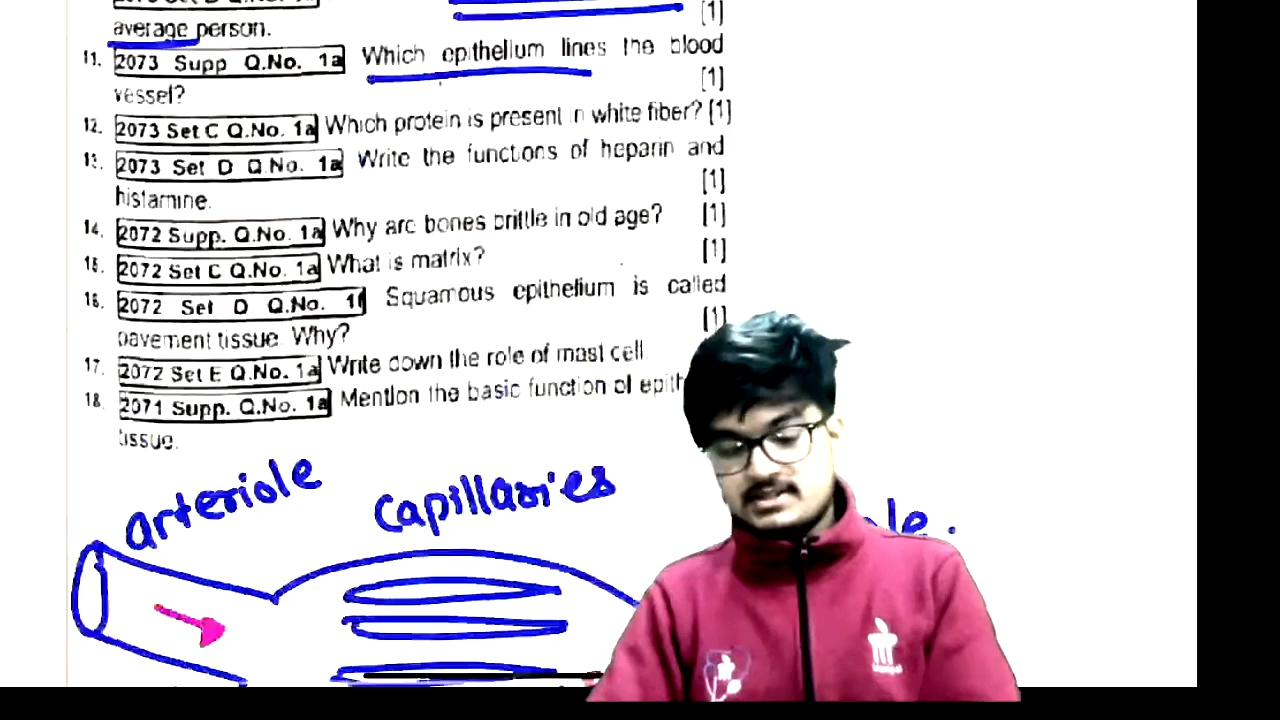 [1]
average person.
11. 2073 Supp Q.No. 1a Which epithelium lines the blood
[1]
vessel?
12. 2073 Set C Q.No. 1a Which protein is present in white fiber? [1]
13. 2073 Set D Q.No. 1a Write the functions of heparin and
[1]
histamine.
14. 2072 Supp. Q.No. 1a Why are bones brittle in old age? [1]
15. 2072 Set C Q.No. 1a What is matrix? [1]
16. 2072 Set D Q.No. 1f Squamous epithelium is called
[1]
pavement tissue. Why?
17. 2072 Set E Q.No. 1a Write down the role of mast cell
18. 2071 Supp. Q.No. 1a Mention the basic function of epith
tissue.
arteriole capillaries le.